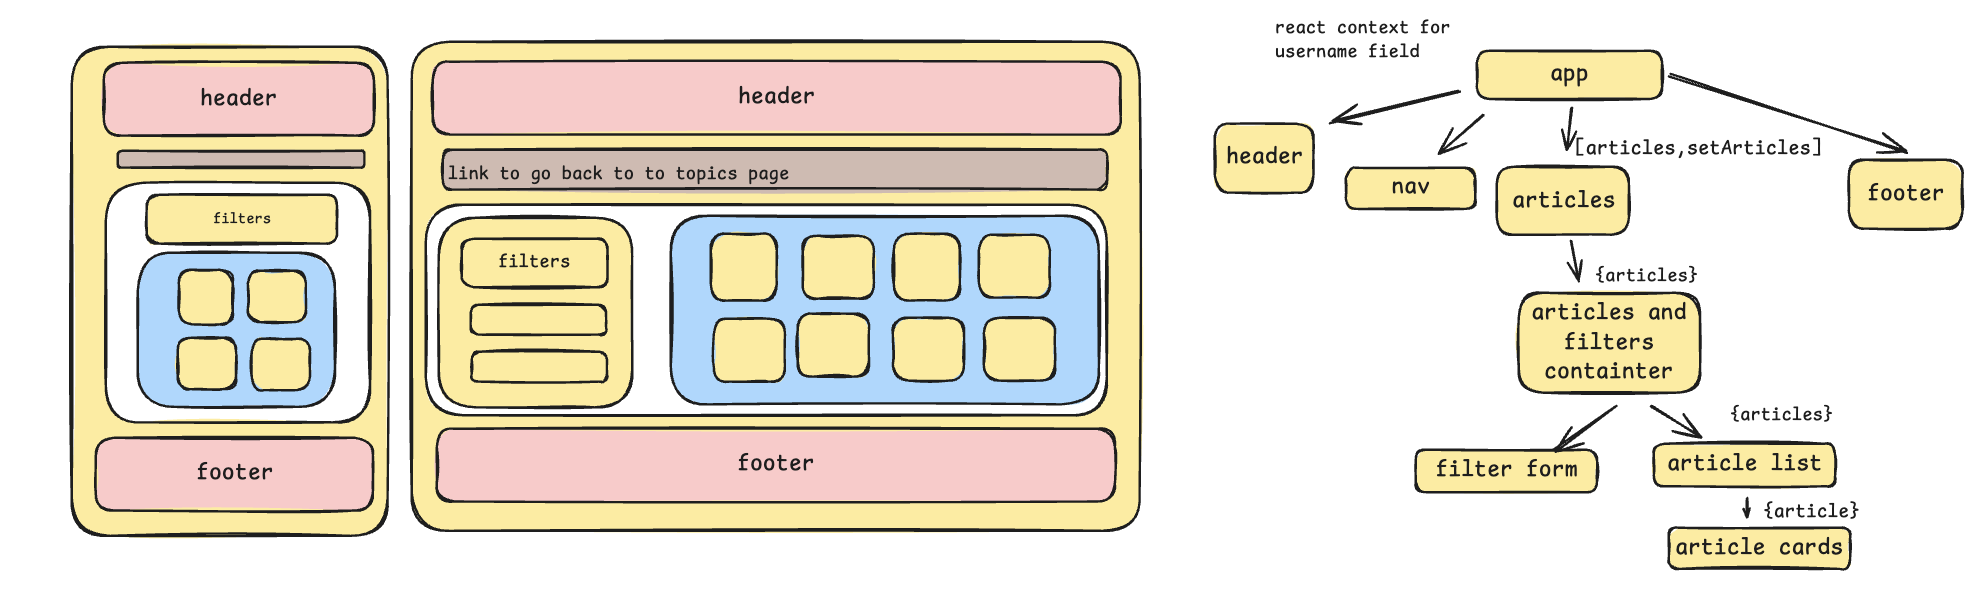 header
filters
footer
header
link to go back to to topics page
filters
footer
react context for
username field
app
header
nav
[articles,setArticles]
articles
footer
{articles}
articles and
filters
containter
{articles}
filter form
article list
{article}
article cards